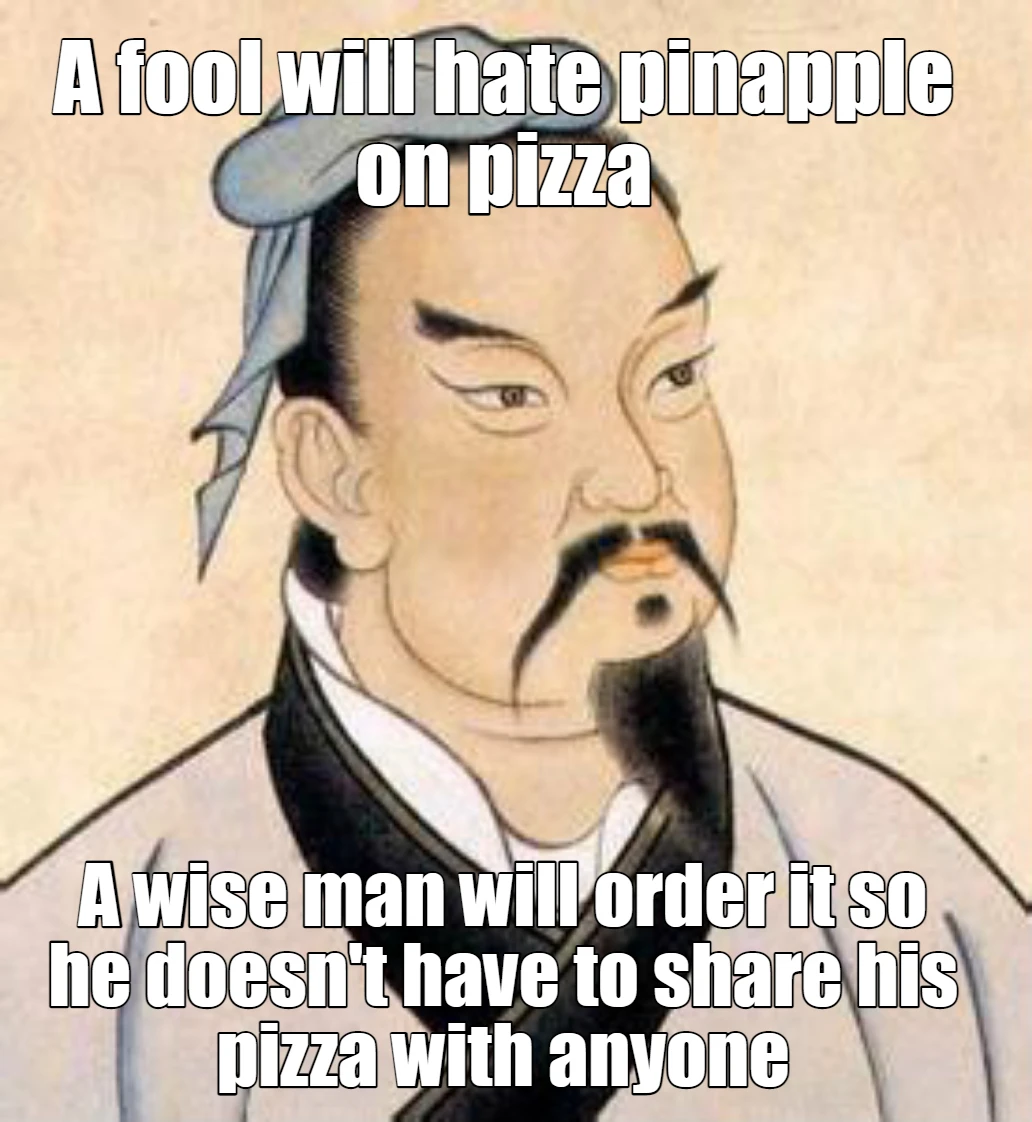 A fool will hate pinapple
on pizza
A wise man will order it so
he doesn't have to share his
pizza with anyone